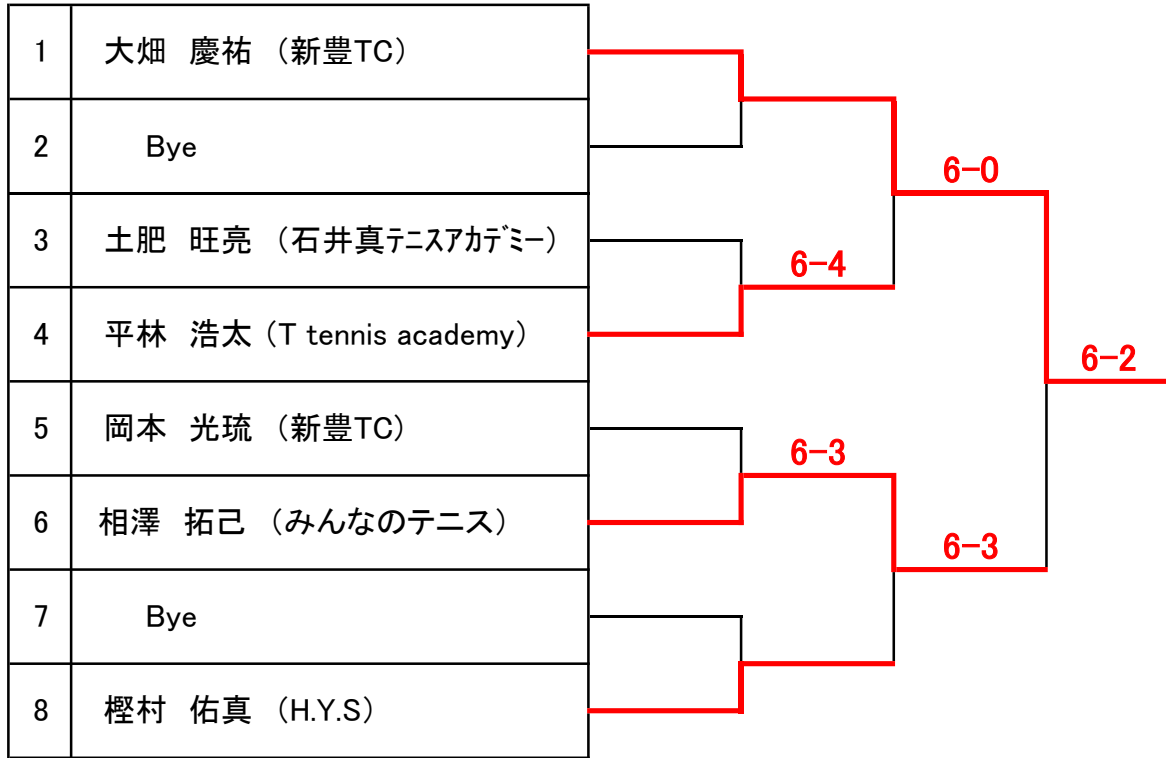 1 大畑 慶祐 (新豊TC)
2 Bye
6-0
3 土肥 旺亮 (石井真ﾃﾆｽｱｶﾃﾞﾐｰ)
6-4
4 平林 浩太 (T tennis academy)
6-2
5 岡本 光琉 (新豊TC)
6-3
6 相澤 拓己 (みんなのテニス)
6-3
7 Bye
8 樫村 佑真 (H.Y.S)